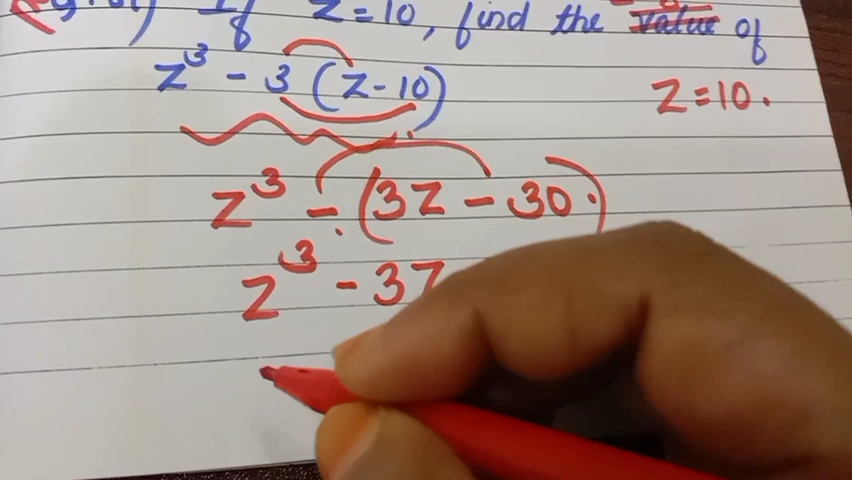 If z = 10, find the value of
z³ - 3 (z - 10)
z = 10.
z³ - (3z - 30)
z³ - 3z